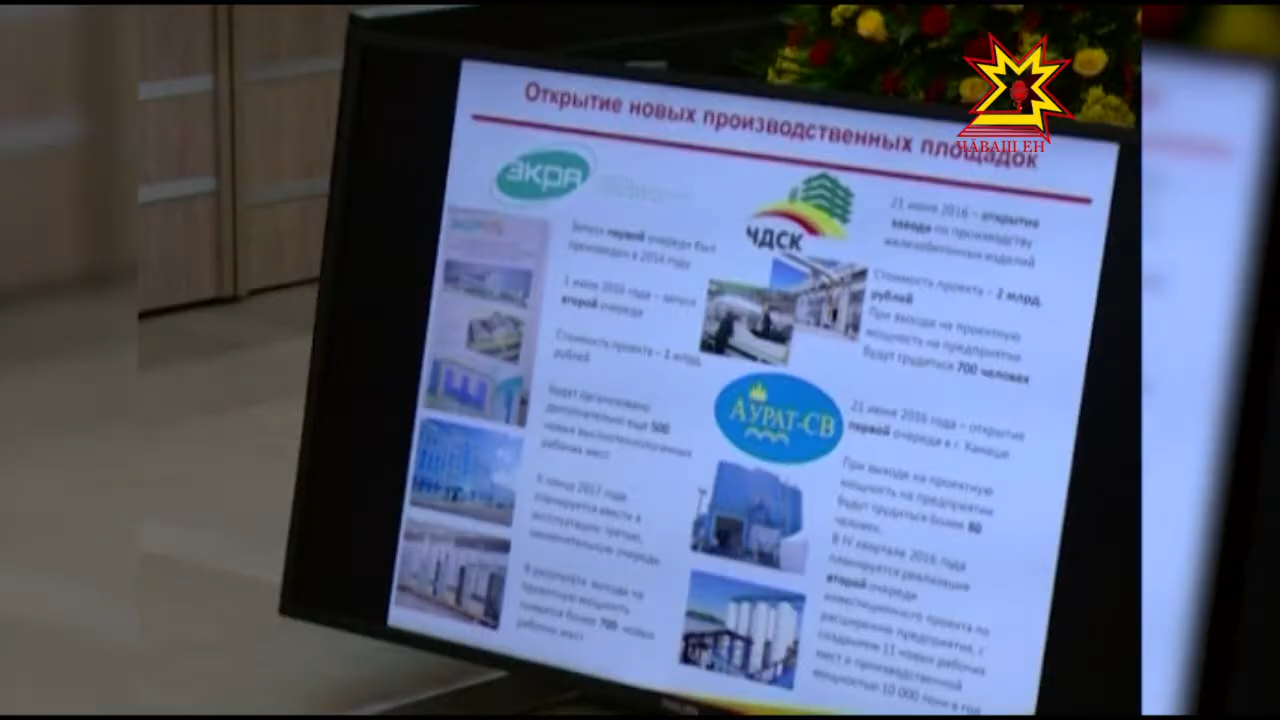 Открытие новых производственных площадок
ЧӐВАШ ЕН
ЭКРА
Запуск первой очереди был
произведен в 2014 году
1 июня 2016 года – запуск
второй очереди
Стоимость проекта – 1 млрд.
рублей
Будет организовано
дополнительно еще 500
новых высокотехнологичных
рабочих мест
К концу 2017 года
планируется ввести в
эксплуатацию третью,
заключительную очередь.
В результате выхода на
проектную мощность
появится более 700 новых
рабочих мест
ЧДСК
21 июня 2016 – открытие
завода по производству
железобетонных изделий
Стоимость проекта – 2 млрд.
рублей
При выходе на проектную
мощность на предприятии
будут трудиться 700 человек
АУРАТ-СВ
21 июня 2016 года – открытие
первой очереди в г. Канаше
При выходе на проектную
мощность на предприятии
будут трудиться более 60
человек.
В IV квартале 2016 года
планируется реализация
второй очереди
инвестиционного проекта по
расширению предприятия, с
созданием 11 новых рабочих
мест и производственной
мощностью 10 000 тонн в год